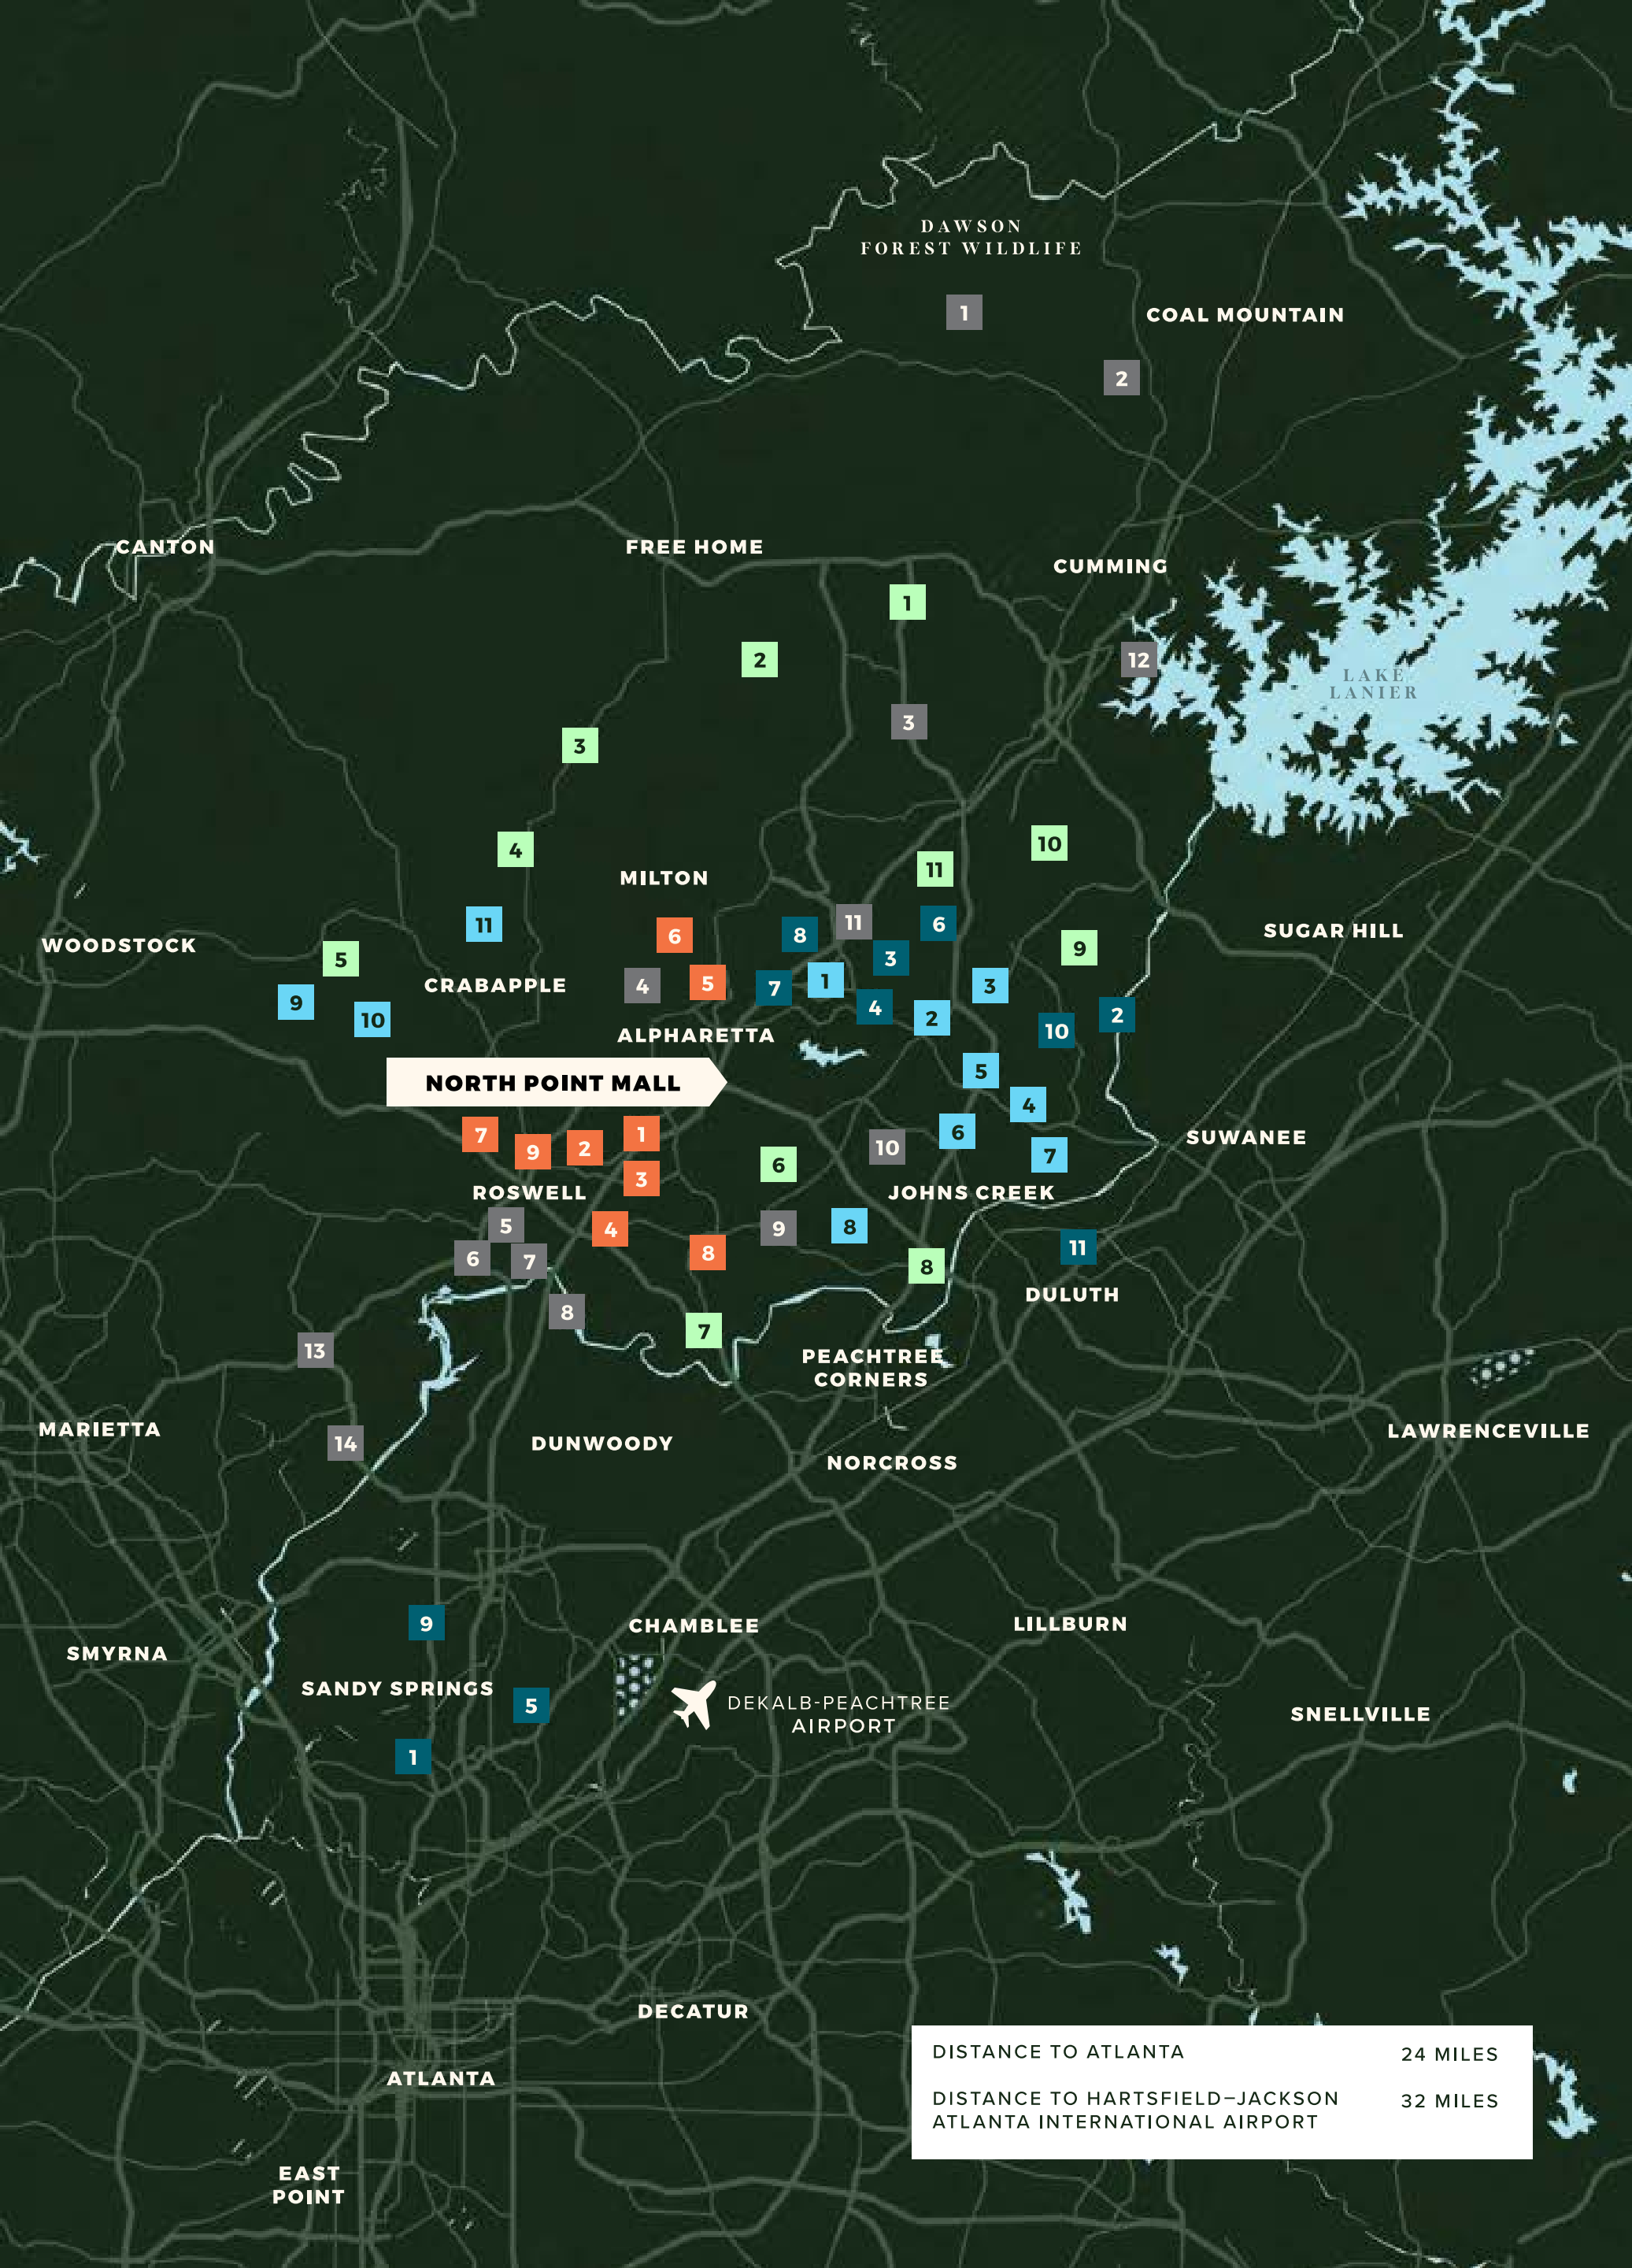 DAWSON
FOREST WILDLIFE
1
COAL MOUNTAIN
2
CANTON
FREE HOME
CUMMING
1
2
12
LAKE
LANIER
3
3
4
10
11
MILTON
11
11
6
6
8
SUGAR HILL
WOODSTOCK
9
5
3
CRABAPPLE
4
5
7
1
3
9
10
4
2
2
10
ALPHARETTA
5
NORTH POINT MALL
4
7
9
2
1
6
10
7
SUWANEE
6
3
ROSWELL
JOHNS CREEK
5
4
9
8
6
7
8
8
11
DULUTH
8
7
13
PEACHTREE
CORNERS
MARIETTA
14
DUNWOODY
NORCROSS
LAWRENCEVILLE
9
CHAMBLEE
LILLBURN
SMYRNA
SANDY SPRINGS
5
DEKALB-PEACHTREE
AIRPORT
SNELLVILLE
1
DECATUR
ATLANTA
DISTANCE TO ATLANTA 24 MILES
DISTANCE TO HARTSFIELD–JACKSON 32 MILES
ATLANTA INTERNATIONAL AIRPORT
EAST
POINT